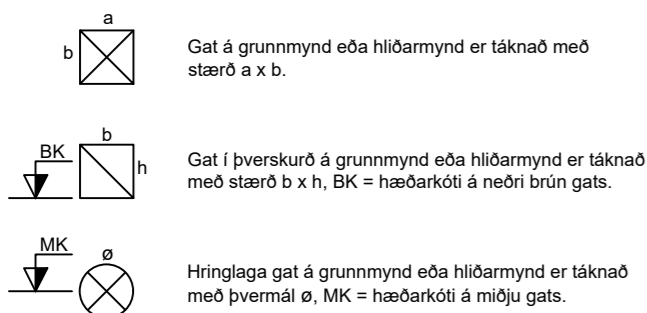 a
b
Gat á grunnmynd eða hliðarmynd er táknað með
stærð a x b.
b
BK
h
Gat í þverskurð á grunnmynd eða hliðarmynd er táknað
með stærð b x h, BK = hæðarkóti á neðri brún gats.
MK
ø
Hringlaga gat á grunnmynd eða hliðarmynd er táknað
með þvermál ø, MK = hæðarkóti á miðju gats.